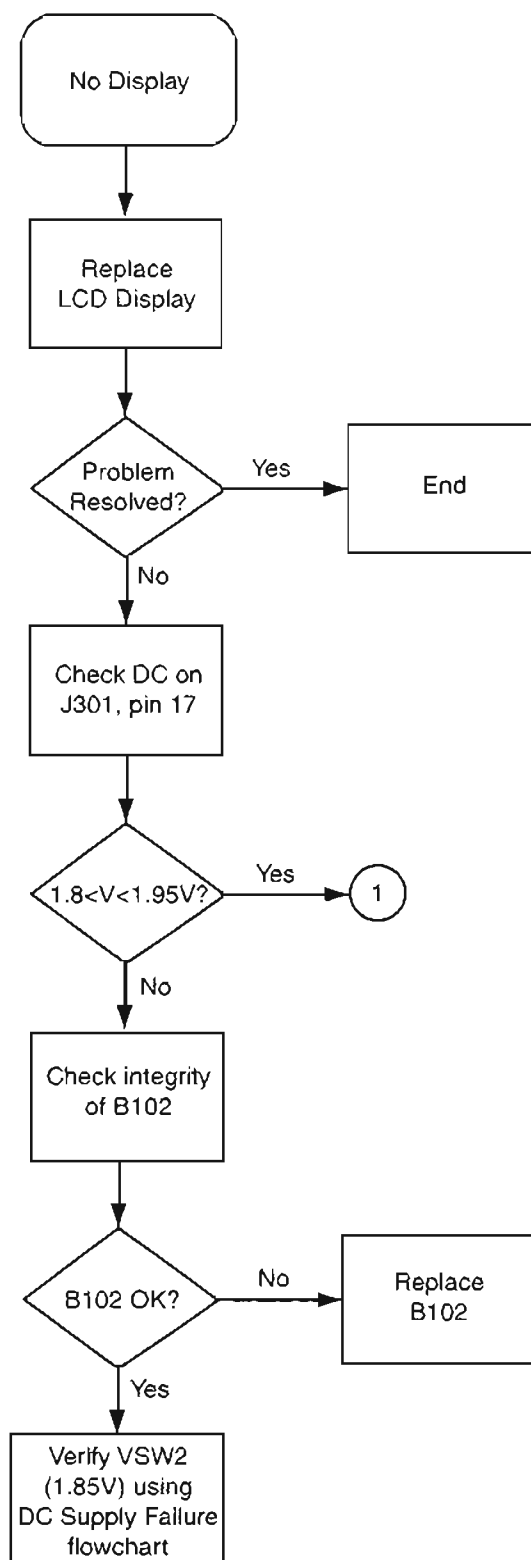 No Display
Replace
LCD Display
Problem
Resolved?
Yes
End
No
Check DC on
J301, pin 17
1.8<V<1.95V?
Yes
1
No
Check integrity
of B102
B102 OK?
No
Replace
B102
Yes
Verify VSW2
(1.85V) using
DC Supply Failure
flowchart